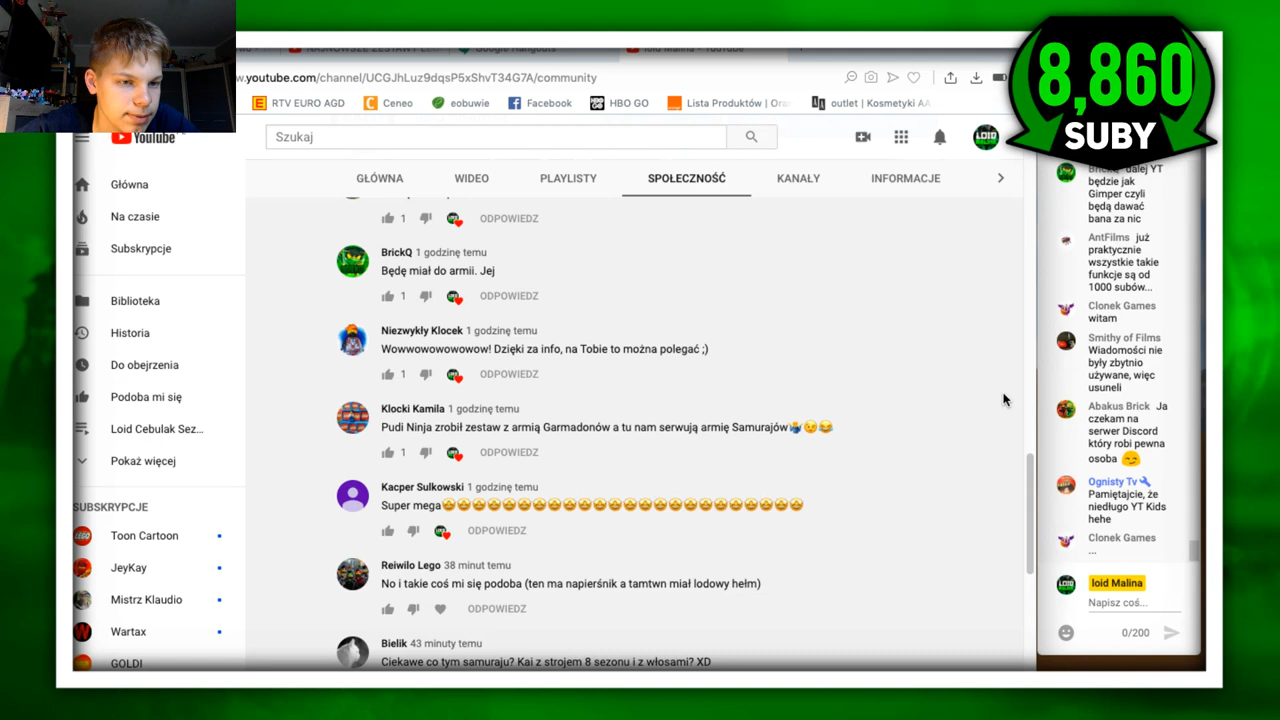 Google Hangouts
loid Malina - YouTube
w.youtube.com/channel/UCGJhLuz9dqsP5xShvT34G7A/community
RTV EURO AGD
Ceneo
eobuwie
Facebook
HBO GO
Lista Produktów | Oran
outlet | Kosmetyki AA
8,860
SUBY
YouTube
Szukaj
GŁÓWNA
WIDEO
PLAYLISTY
SPOŁECZNOŚĆ
KANAŁY
INFORMACJE
Główna
Na czasie
Subskrypcje
Biblioteka
Historia
Do obejrzenia
Podoba mi się
Loid Cebulak Sez...
Pokaż więcej
SUBSKRYPCJE
Toon Cartoon
JeyKay
Mistrz Klaudio
Wartax
GOLDI
1 ODPOWIEDZ
BrickQ 1 godzinę temu
Będę miał do armii. Jej
1 ODPOWIEDZ
Niezwykły Klocek 1 godzinę temu
Wowwowowowowow! Dzięki za info, na Tobie to można polegać ;)
1 ODPOWIEDZ
Klocki Kamila 1 godzinę temu
Pudi Ninja zrobił zestaw z armią Garmadonów a tu nam serwują armię Samurajów🤷😉😂
1 ODPOWIEDZ
Kacper Sulkowski 1 godzinę temu
Super mega🤩🤩🤩🤩🤩🤩🤩🤩🤩🤩🤩🤩🤩🤩🤩🤩🤩🤩🤩🤩🤩🤩🤩🤩
ODPOWIEDZ
Reiwilo Lego 38 minut temu
No i takie coś mi się podoba (ten ma napierśnik a tamtwn miał lodowy hełm)
ODPOWIEDZ
Bielik 43 minuty temu
Ciekawe co tym samuraju? Kai z strojem 8 sezonu i z włosami? XD
BrickQ dalej YT
będzie jak
Gimper czyli
będą dawać
bana za nic
AntFilms już
praktycznie
wszystkie takie
funkcje są od
1000 subów...
Clonek Games
witam
Smithy of Films
Wiadomości nie
były zbytnio
używane, więc
usuneli
Abakus Brick Ja
czekam na
serwer Discord
który robi pewna
osoba 😏
Ognisty Tv
Pamiętajcie, że
niedługo YT Kids
hehe
Clonek Games
...
loid Malina
Napisz coś...
0/200